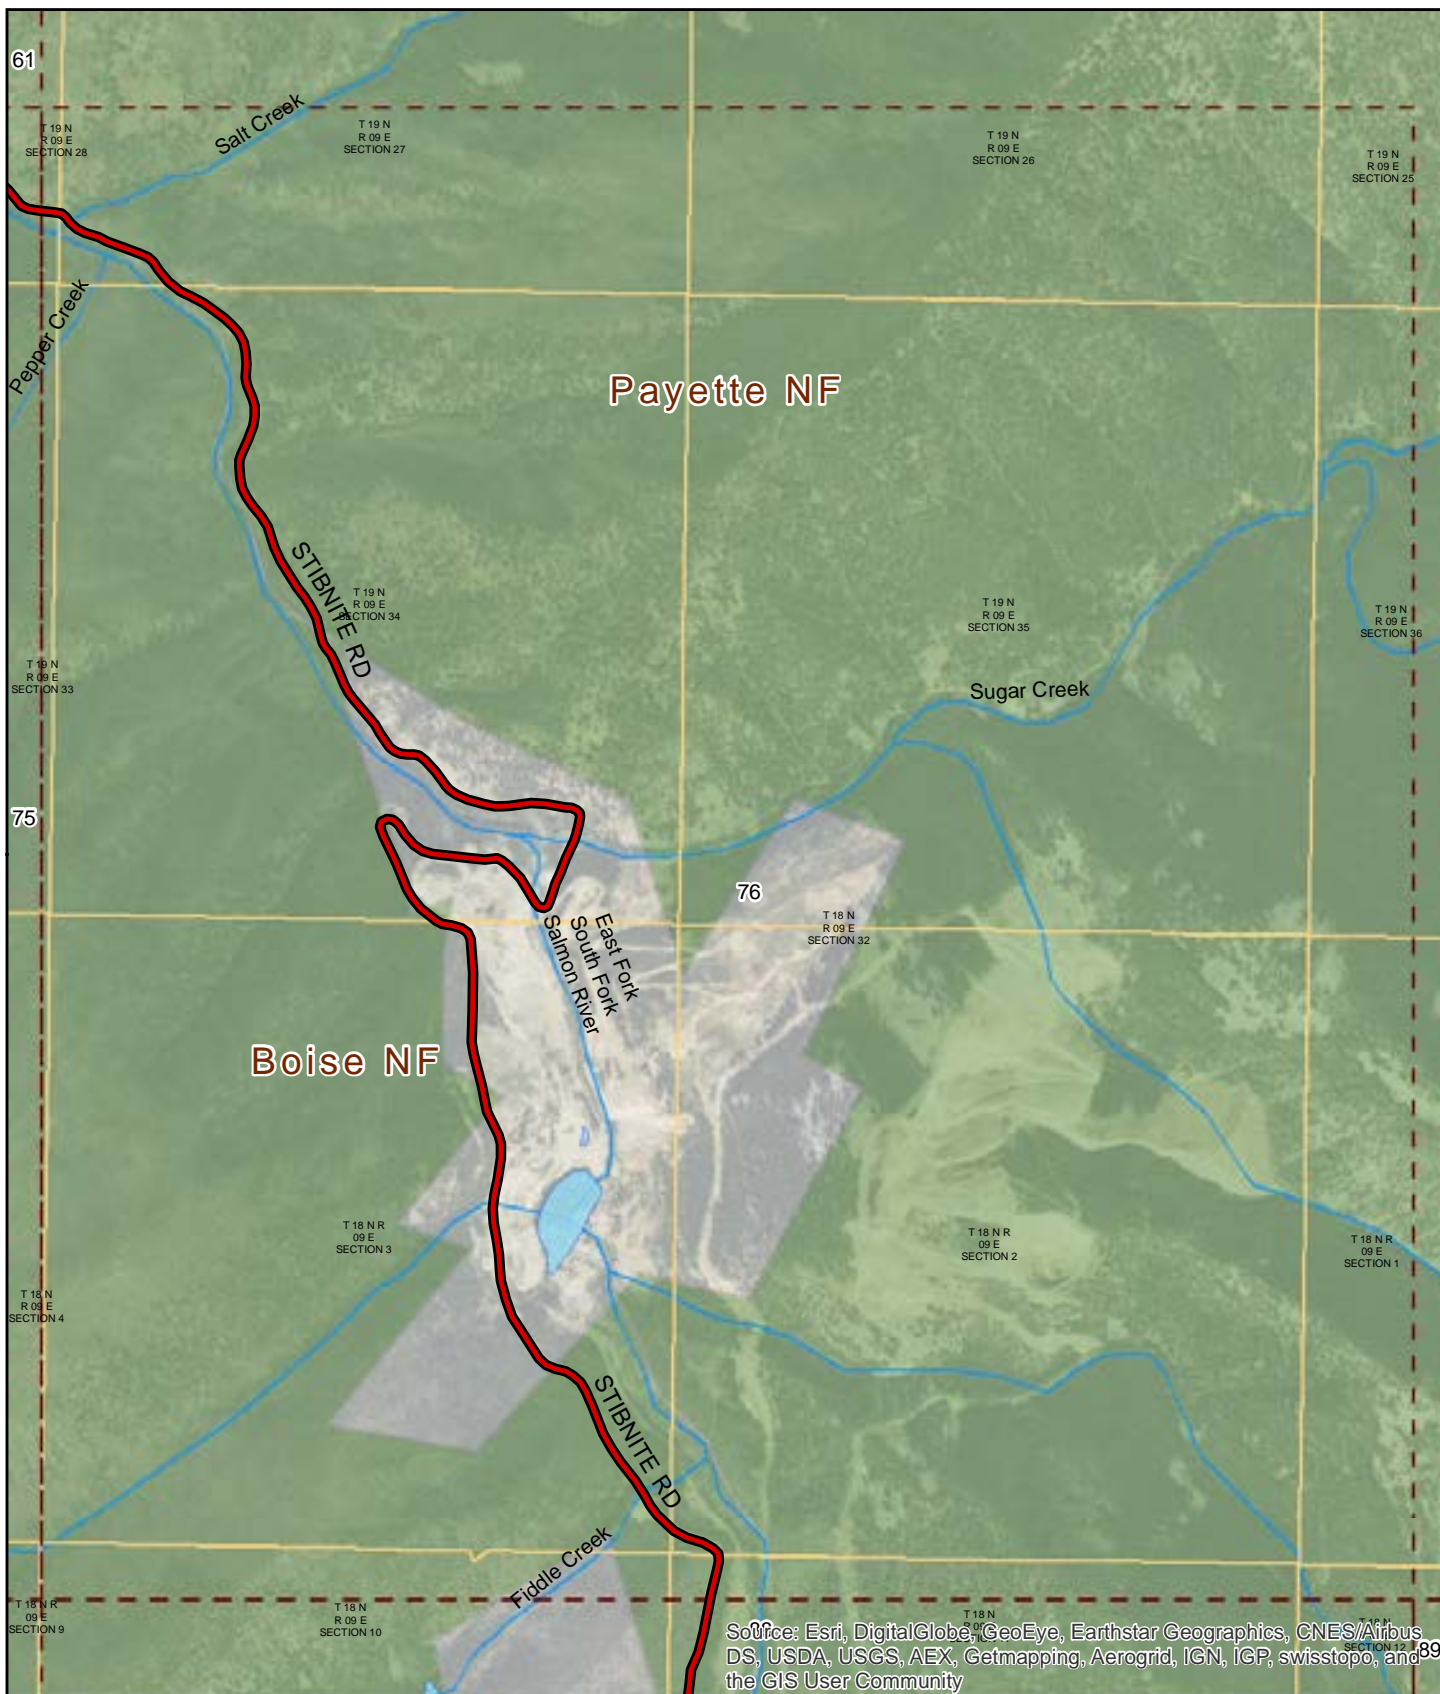 61
T 19 N
R 09 E
SECTION 28
Salt Creek
T 19 N
R 09 E
SECTION 27
T 19 N
R 09 E
SECTION 26
T 19 N
R 09 E
SECTION 25
Pepper Creek
Payette NF
STIBNITE RD
T 19 N
R 09 E
SECTION 34
T 19 N
R 09 E
SECTION 35
T 19 N
R 09 E
SECTION 36
T 19 N
R 09 E
SECTION 33
Sugar Creek
75
76
T 18 N
R 09 E
SECTION 32
East Fork
South Fork
Salmon River
Boise NF
T 18 N R
09 E
SECTION 3
T 18 N R
09 E
SECTION 2
T 18 N R
09 E
SECTION 1
T 18 N
R 09 E
SECTION 4
STIBNITE RD
Fiddle Creek
T 18 N R
09 E
SECTION 9
T 18 N
R 09 E
SECTION 10
T 18 N
T 18 N
SECTION 12
89
Source: Esri, DigitalGlobe, GeoEye, Earthstar Geographics, CNES/Airbus
DS, USDA, USGS, AEX, Getmapping, Aerogrid, IGN, IGP, swisstopo, and
the GIS User Community